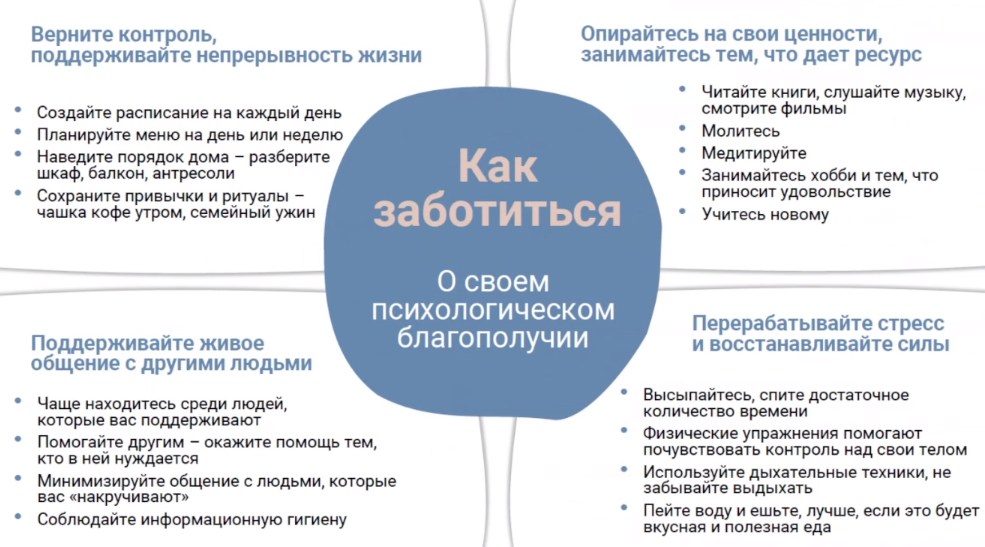 Верните контроль,
поддерживайте непрерывность жизни
• Создайте расписание на каждый день
• Планируйте меню на день или неделю
• Наведите порядок дома – разберите
шкаф, балкон, антресоли
• Сохраните привычки и ритуалы –
чашка кофе утром, семейный ужин
Опирайтесь на свои ценности,
занимайтесь тем, что дает ресурс
• Читайте книги, слушайте музыку,
смотрите фильмы
• Молитесь
• Медитируйте
• Занимайтесь хобби и тем, что
приносит удовольствие
• Учитесь новому
Как
заботиться
О своем
психологическом
благополучии
Поддерживайте живое
общение с другими людьми
• Чаще находитесь среди людей,
которые вас поддерживают
• Помогайте другим – окажите помощь тем,
кто в ней нуждается
• Минимизируйте общение с людьми, которые
вас «накручивают»
• Соблюдайте информационную гигиену
Перерабатывайте стресс
и восстанавливайте силы
• Высыпайтесь, спите достаточное
количество времени
• Физические упражнения помогают
почувствовать контроль над свои телом
• Используйте дыхательные техники, не
забывайте выдыхать
• Пейте воду и ешьте, лучше, если это будет
вкусная и полезная еда